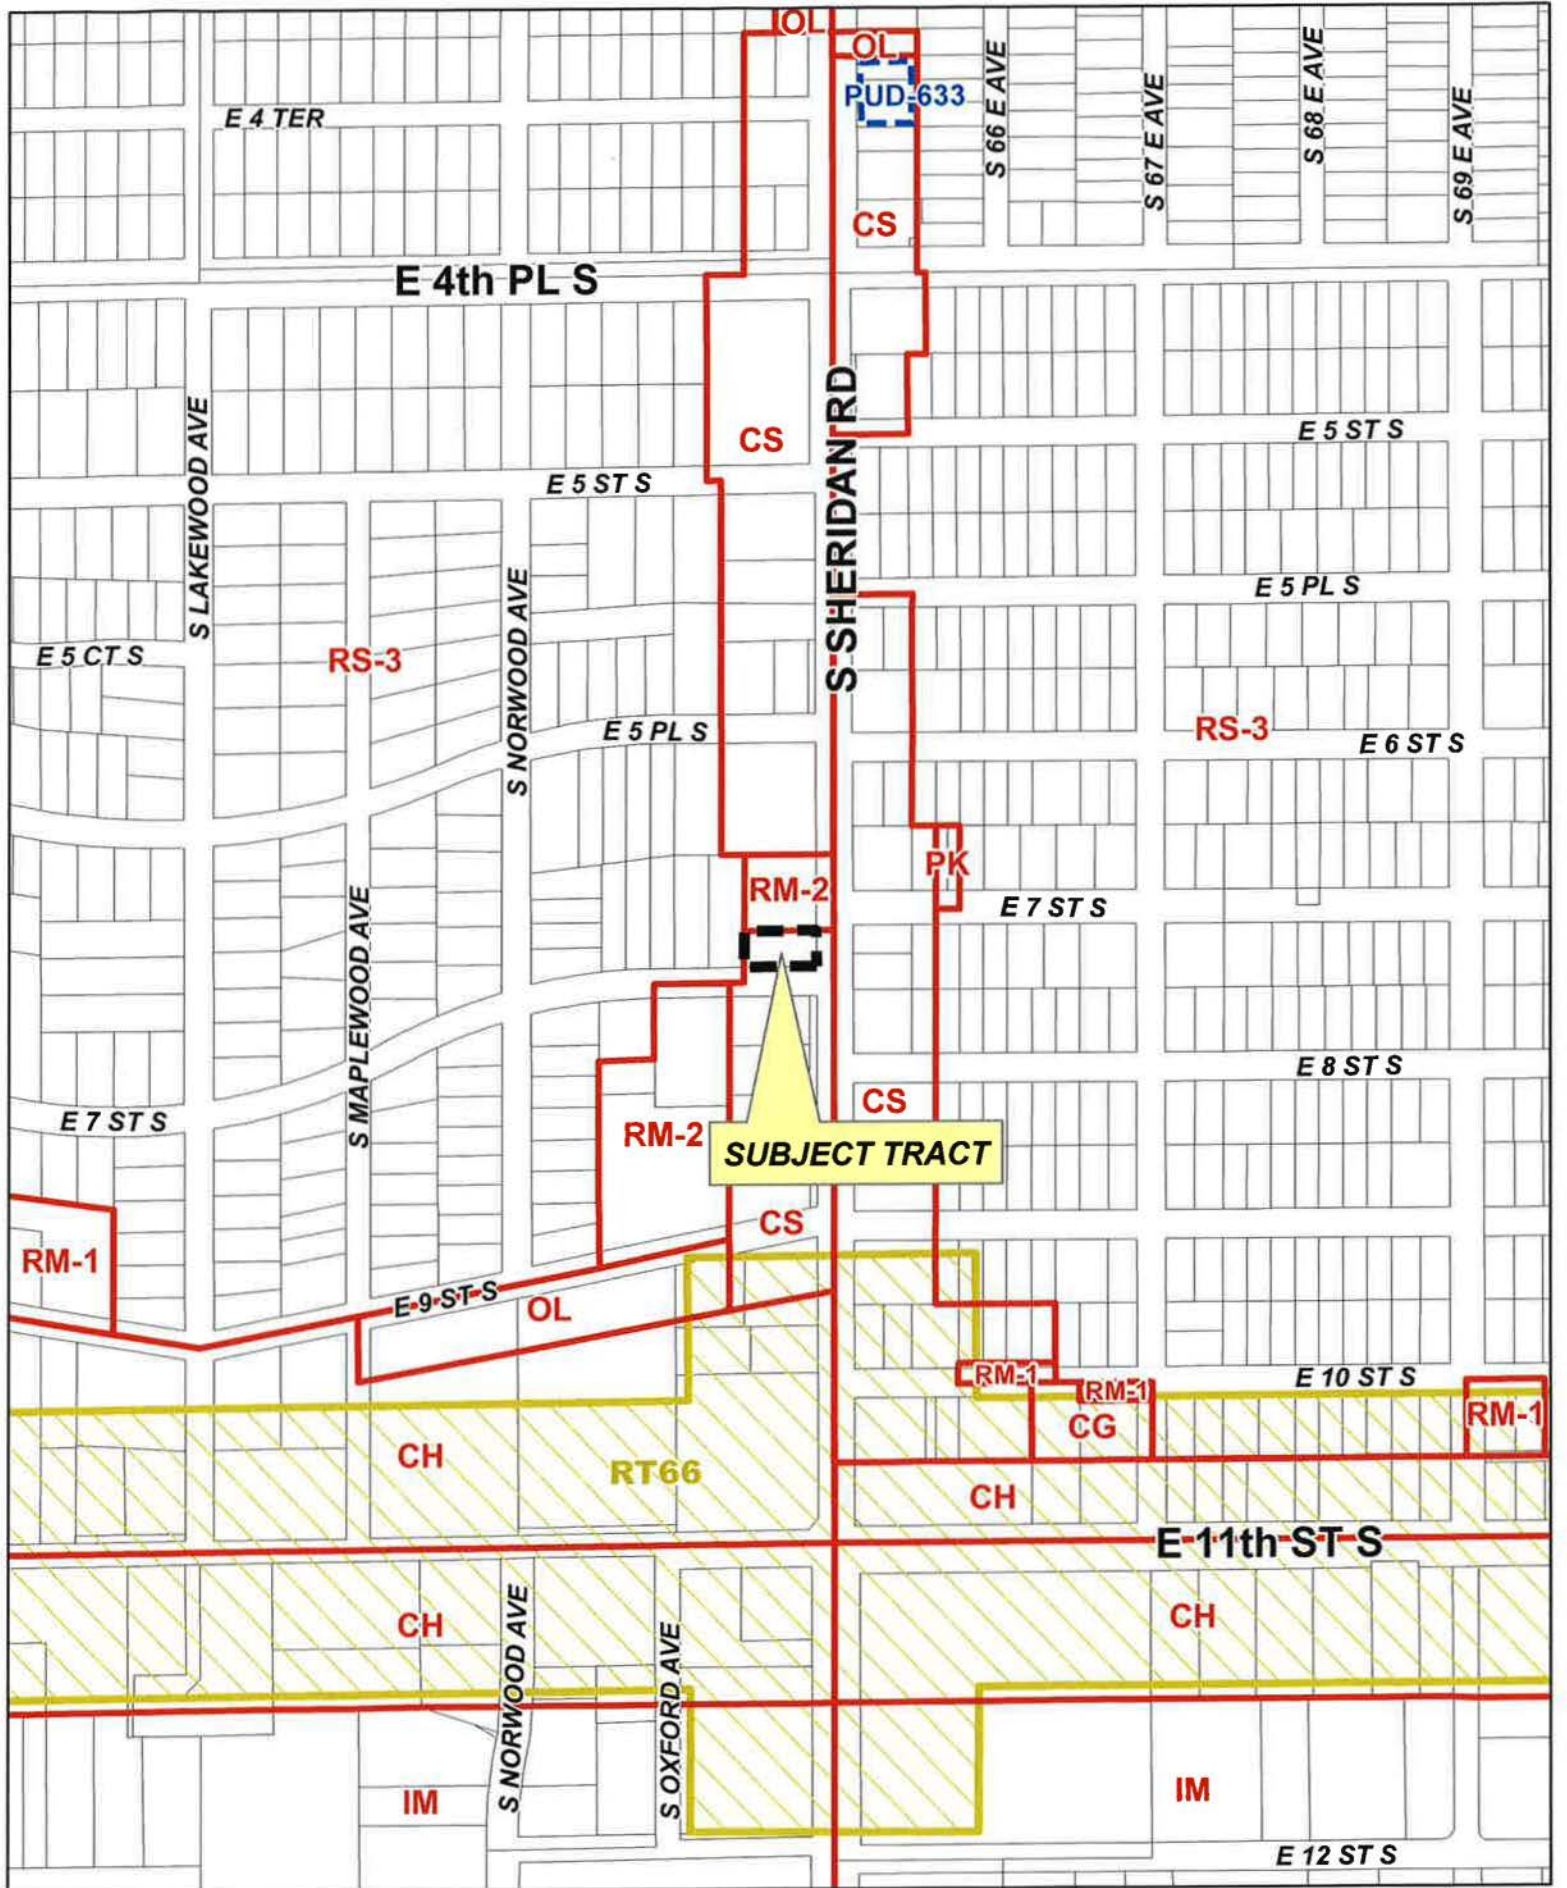 OL
OL
PUD-633
E 4 TER
S 66 E AVE
S 67 E AVE
S 68 E AVE
S 69 E AVE
CS
E 4th PL S
S SHERIDAN RD
CS
E 5 ST S
E 5 ST S
S LAKEWOOD AVE
E 5 PL S
S NORWOOD AVE
E 5 CT S
RS-3
E 5 PL S
RS-3
E 6 ST S
PK
RM-2
E 7 ST S
S MAPLEWOOD AVE
E 8 ST S
CS
E 7 ST S
RM-2
SUBJECT TRACT
CS
RM-1
E 9 ST S
OL
RM-1
RM-1
E 10 ST S
RM-1
CG
CH
RT66
CH
E 11th ST S
CH
CH
S NORWOOD AVE
S OXFORD AVE
IM
IM
E 12 ST S